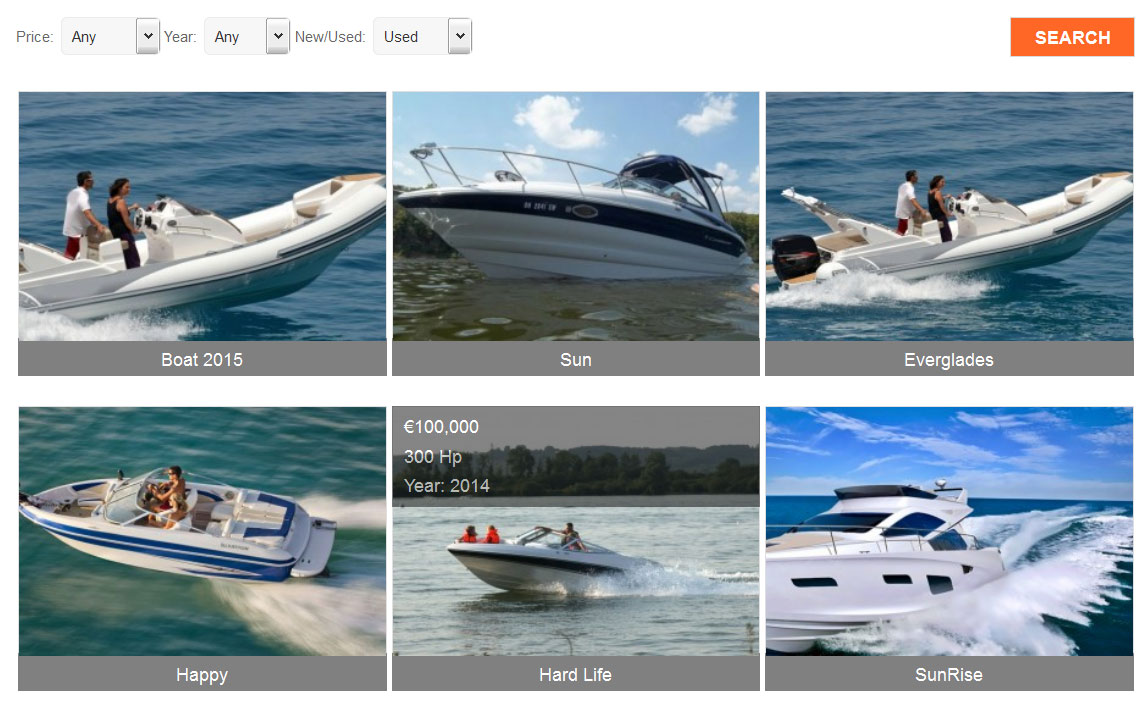 Price: Any Year: Any New/Used: Used SEARCH
Boat 2015 Sun Everglades
€100,000
300 Hp
Year: 2014
Happy Hard Life SunRise